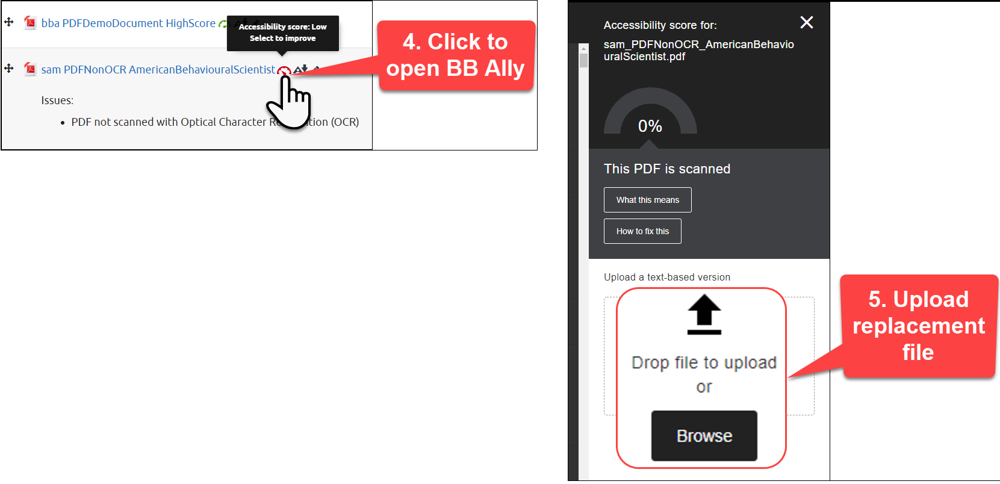 bba PDFDemoDocument HighScore
Accessibility score: Low
Select to improve
sam PDFNonOCR AmericanBehaviouralScientist
Issues:
• PDF not scanned with Optical Character Re ition (OCR)
4. Click to
open BB Ally
Accessibility score for:
sam_PDFNonOCR_AmericanBehavio
uralScientist.pdf
0%
This PDF is scanned
What this means
How to fix this
Upload a text-based version
Drop file to upload
or
Browse
5. Upload
replacement
file